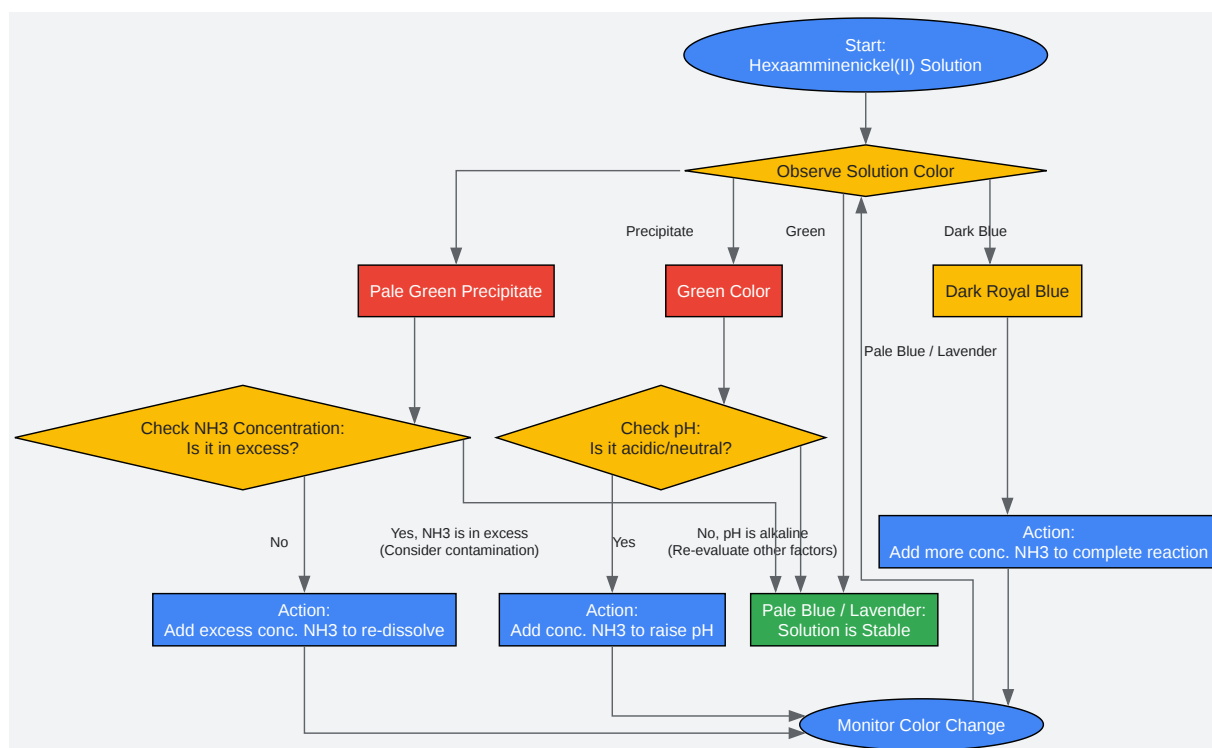 Start:
Hexaamminenickel(II) Solution
Observe Solution Color
Precipitate
Green
Dark Blue
Pale Green Precipitate
Green Color
Dark Royal Blue
Pale Blue / Lavender
Check NH3 Concentration:
Is it in excess?
Check pH:
Is it acidic/neutral?
No
Yes, NH3 is in excess
(Consider contamination)
Yes
No, pH is alkaline
(Re-evaluate other factors)
Action:
Add more conc. NH3 to complete reaction
Action:
Add excess conc. NH3 to re-dissolve
Action:
Add conc. NH3 to raise pH
Pale Blue / Lavender:
Solution is Stable
Monitor Color Change